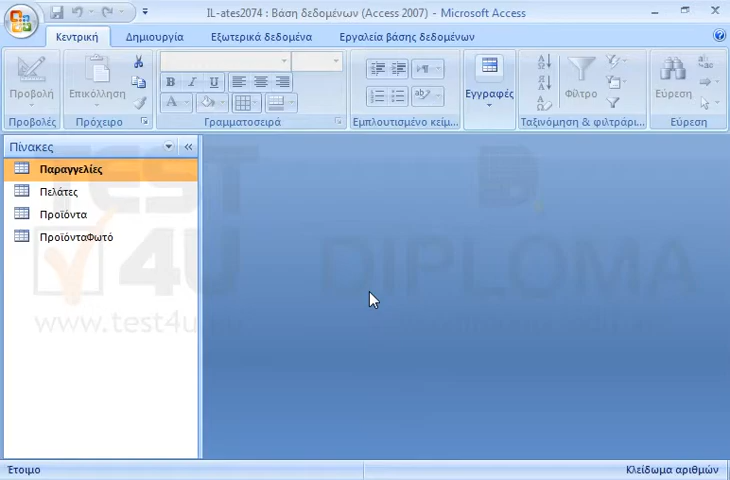 IL-ates2074 : Βάση δεδομένων (Access 2007) - Microsoft Access
Κεντρική Δημιουργία Εξωτερικά δεδομένα Εργαλεία βάσης δεδομένων
Προβολή Επικόλληση Εγγραφές Φίλτρο Εύρεση
Προβολές Πρόχειρο Γραμματοσειρά Εμπλουτισμένο κείμ... Ταξινόμηση & φιλτράρι... Εύρεση
Πίνακες
Παραγγελίες
Πελάτες
Προϊόντα
ΠροϊόνταΦωτό
TEST
4U DIPLOMA
Έτοιμο Κλείδωμα αριθμών